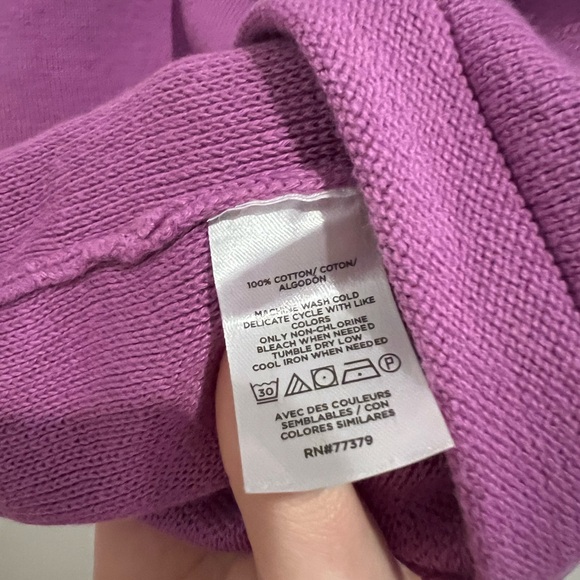 100% COTTON/ COTON/
ALGODÓN
MACHINE WASH COLD
DELICATE CYCLE WITH LIKE
COLORS
ONLY NON-CHLORINE
BLEACH WHEN NEEDED
TUMBLE DRY LOW
COOL IRON WHEN NEEDED
30 P
AVEC DES COULEURS
SEMBLABLES / CON
COLORES SIMILARES
RN#77379